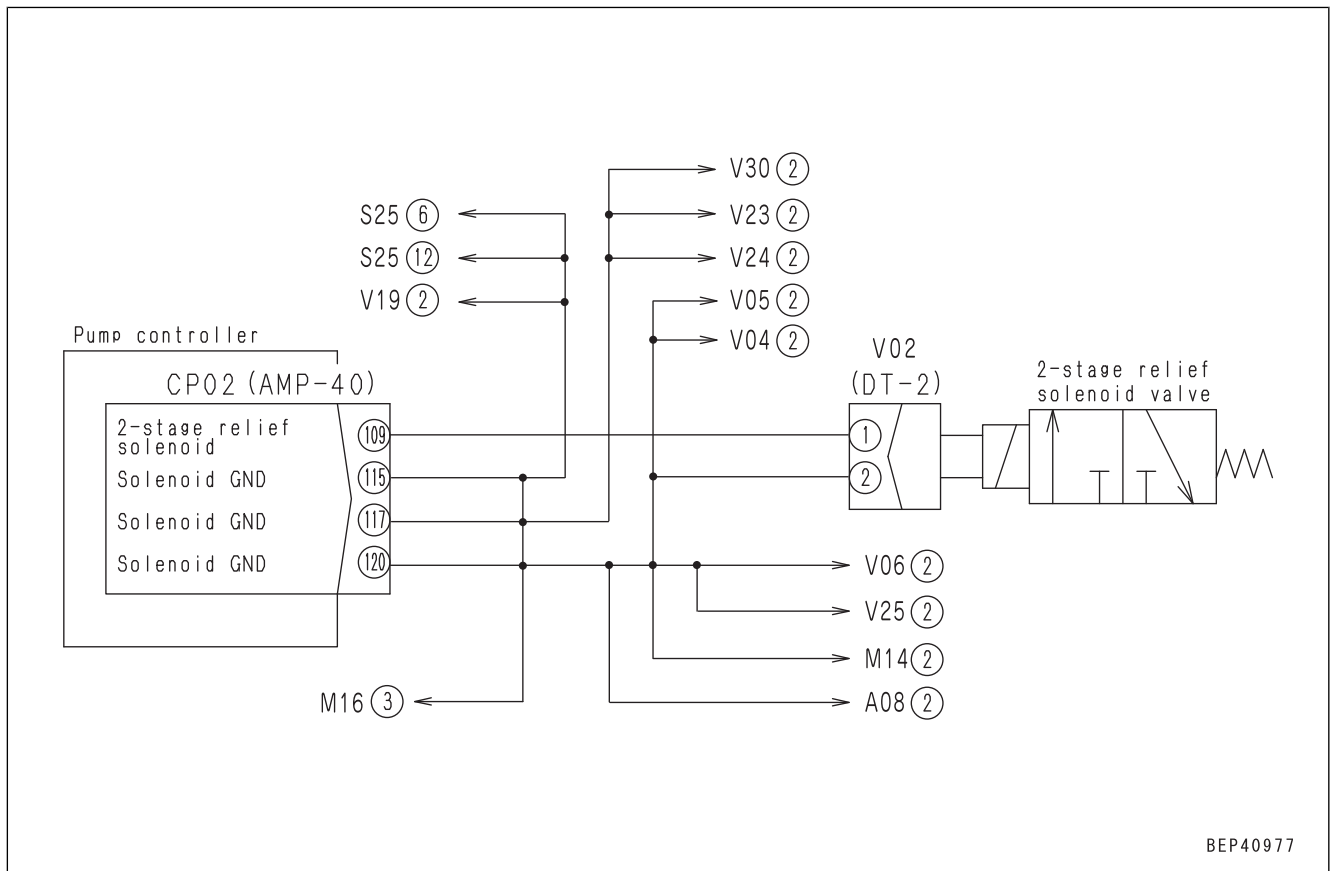 V30 2
S25 6
V23 2
S25 12
V24 2
V19 2
V05 2
V04 2
Pump controller
V02
(DT-2)
CP02 (AMP-40)
2-stage relief
solenoid valve
2-stage relief
solenoid
109
1
Solenoid GND
115
2
Solenoid GND
117
Solenoid GND
120
V06 2
V25 2
M14 2
M16 3
A08 2
BEP40977